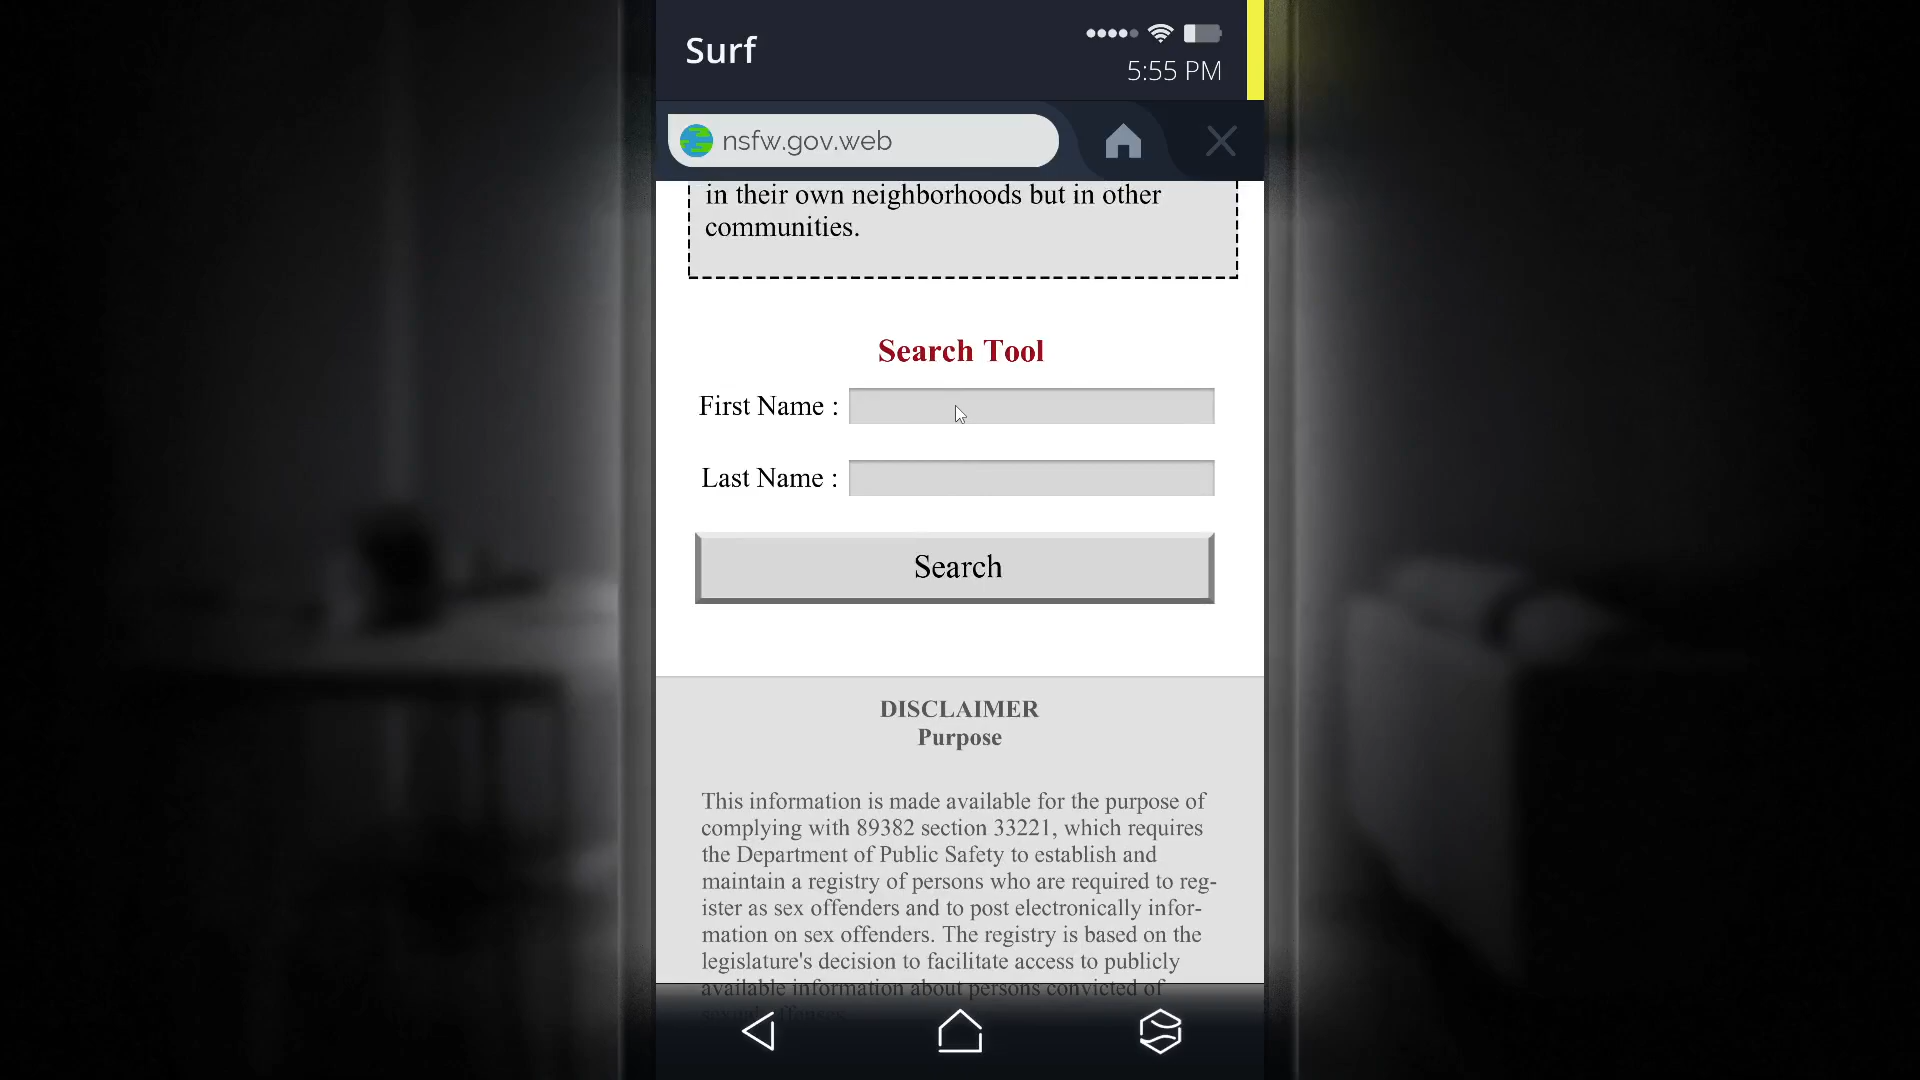 Surf
5:55 PM
nsfw.gov.web
in their own neighborhoods but in other
communities.
Search Tool
First Name :
Last Name :
Search
DISCLAIMER
Purpose
This information is made available for the purpose of
complying with 89382 section 33221, which requires
the Department of Public Safety to establish and
maintain a registry of persons who are required to reg-
ister as sex offenders and to post electronically infor-
mation on sex offenders. The registry is based on the
legislature's decision to facilitate access to publicly
available information about persons convicted of
sexual offenses.